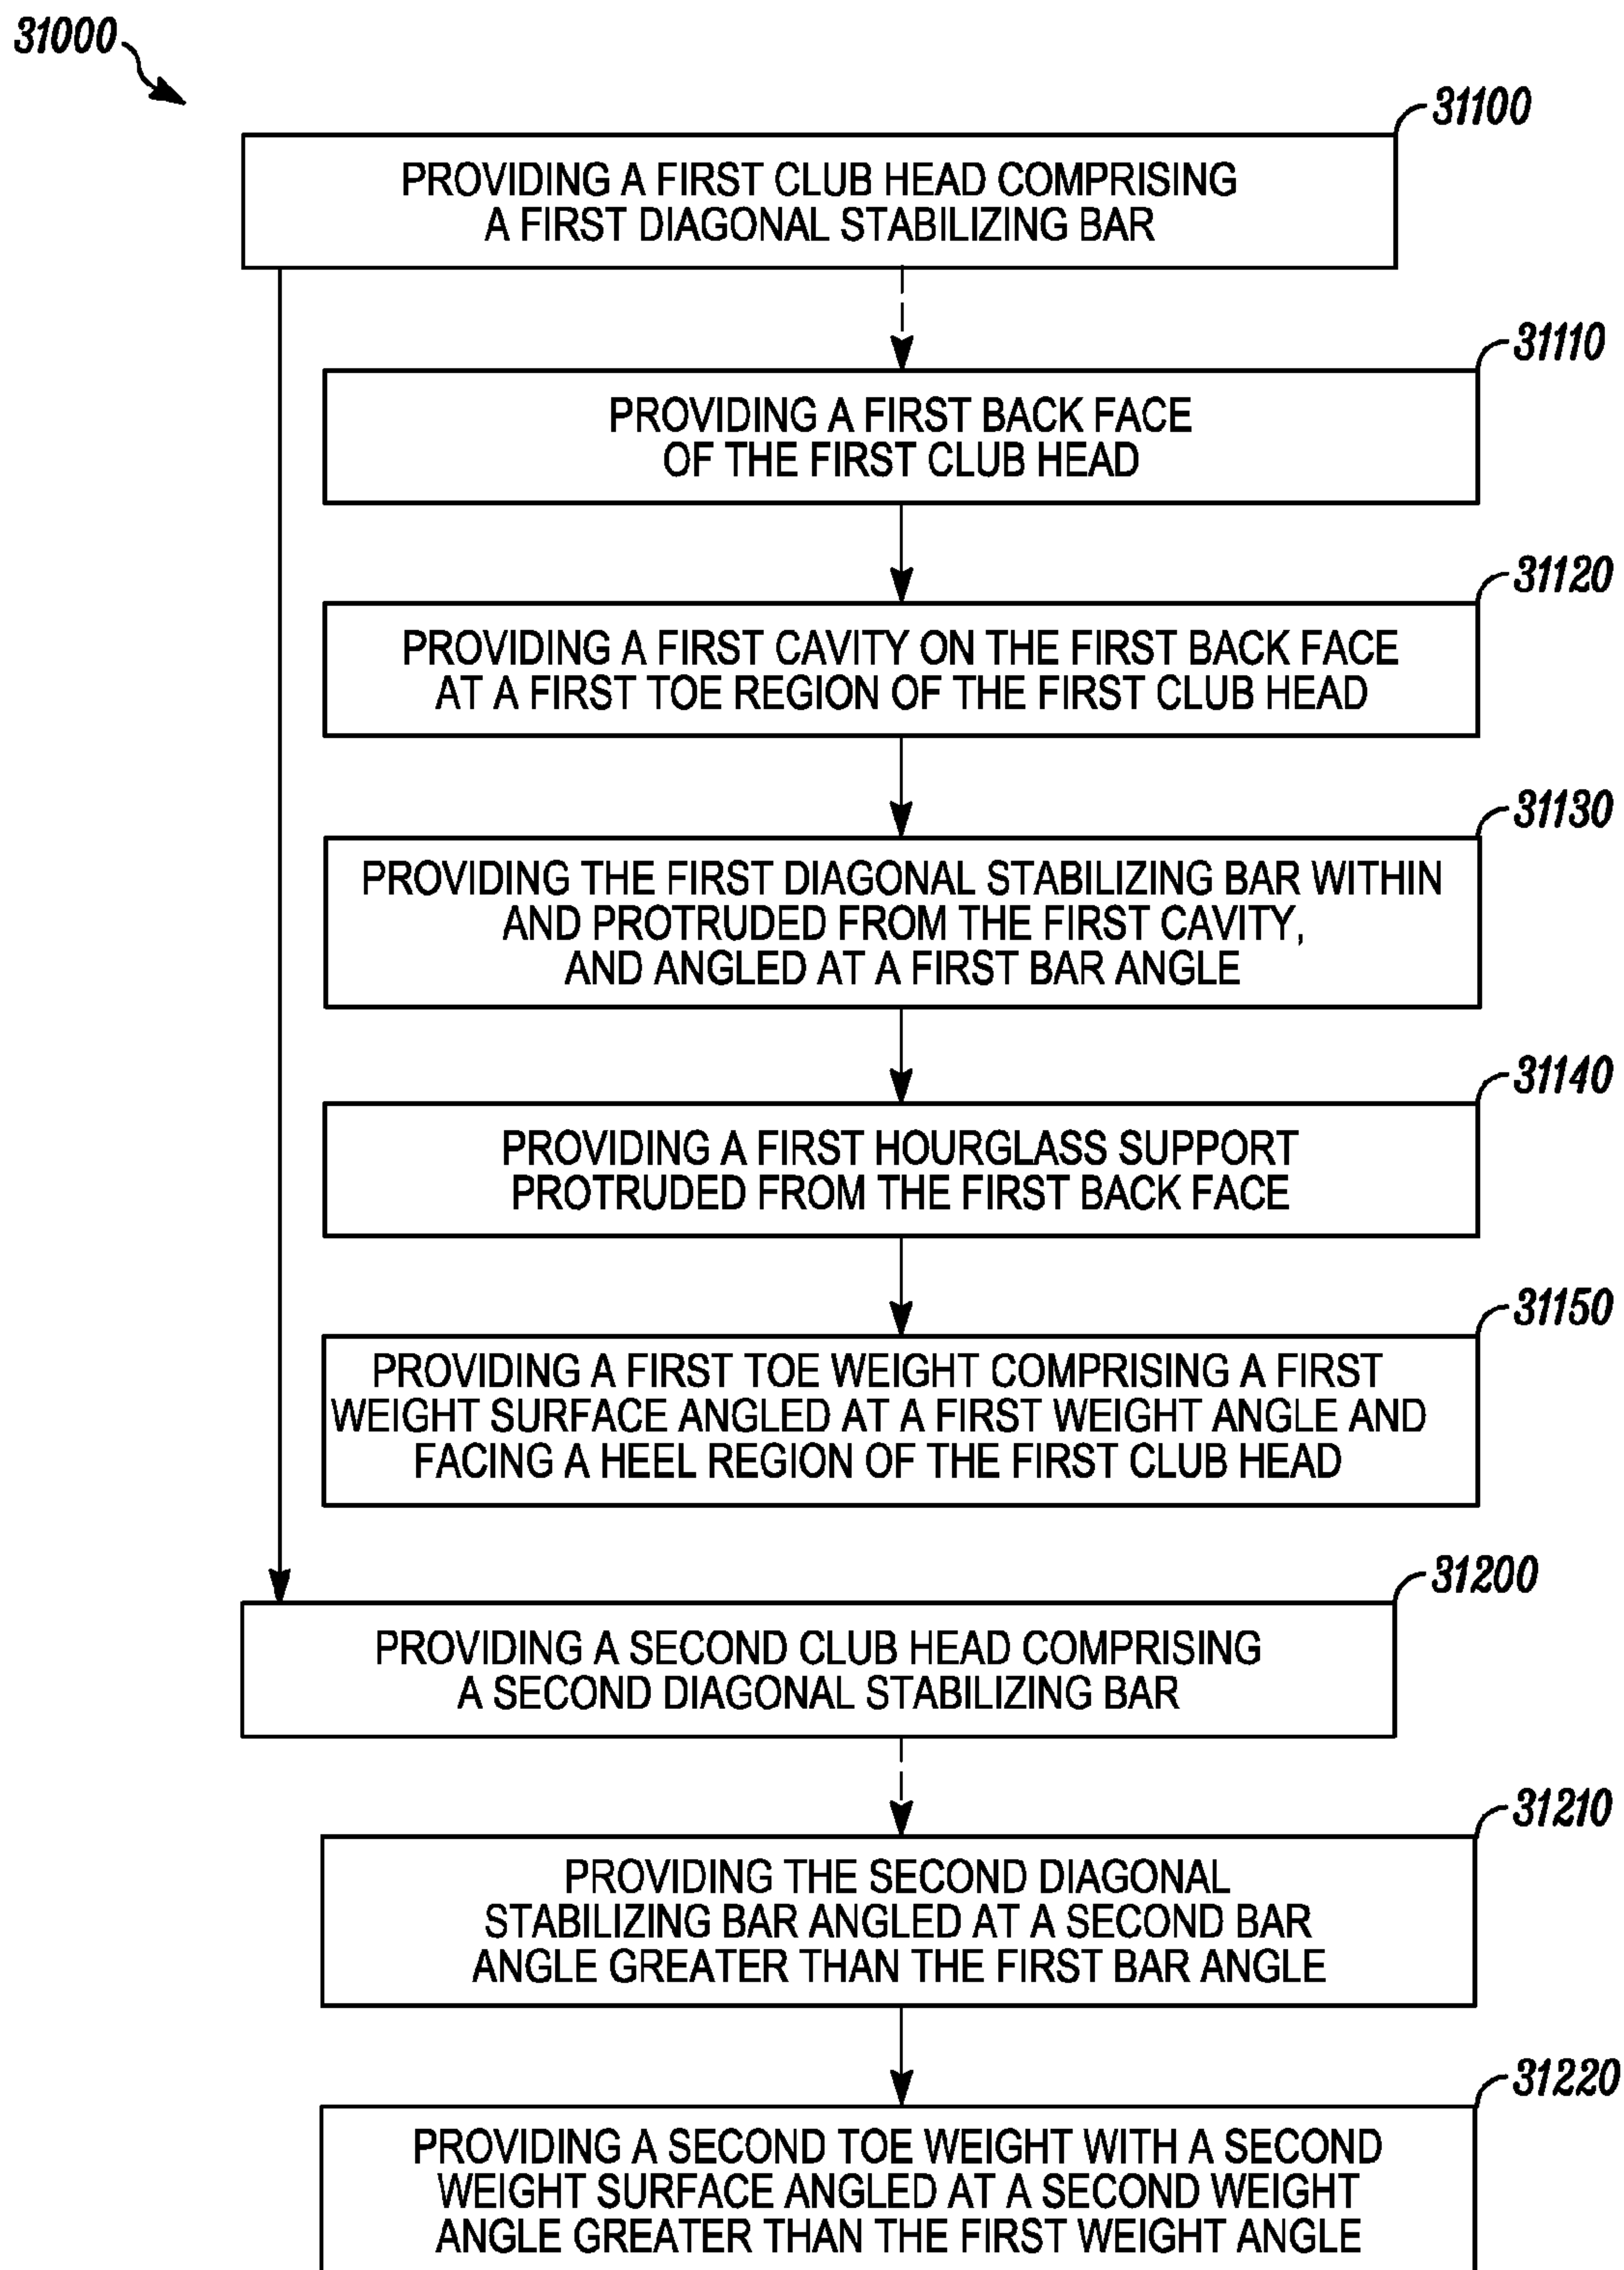 31000
31100
PROVIDING A FIRST CLUB HEAD COMPRISING
A FIRST DIAGONAL STABILIZING BAR
31110
PROVIDING A FIRST BACK FACE
OF THE FIRST CLUB HEAD
31120
PROVIDING A FIRST CAVITY ON THE FIRST BACK FACE
AT A FIRST TOE REGION OF THE FIRST CLUB HEAD
31130
PROVIDING THE FIRST DIAGONAL STABILIZING BAR WITHIN
AND PROTRUDED FROM THE FIRST CAVITY,
AND ANGLED AT A FIRST BAR ANGLE
31140
PROVIDING A FIRST HOURGLASS SUPPORT
PROTRUDED FROM THE FIRST BACK FACE
31150
PROVIDING A FIRST TOE WEIGHT COMPRISING A FIRST
WEIGHT SURFACE ANGLED AT A FIRST WEIGHT ANGLE AND
FACING A HEEL REGION OF THE FIRST CLUB HEAD
31200
PROVIDING A SECOND CLUB HEAD COMPRISING
A SECOND DIAGONAL STABILIZING BAR
31210
PROVIDING THE SECOND DIAGONAL
STABILIZING BAR ANGLED AT A SECOND BAR
ANGLE GREATER THAN THE FIRST BAR ANGLE
31220
PROVIDING A SECOND TOE WEIGHT WITH A SECOND
WEIGHT SURFACE ANGLED AT A SECOND WEIGHT
ANGLE GREATER THAN THE FIRST WEIGHT ANGLE